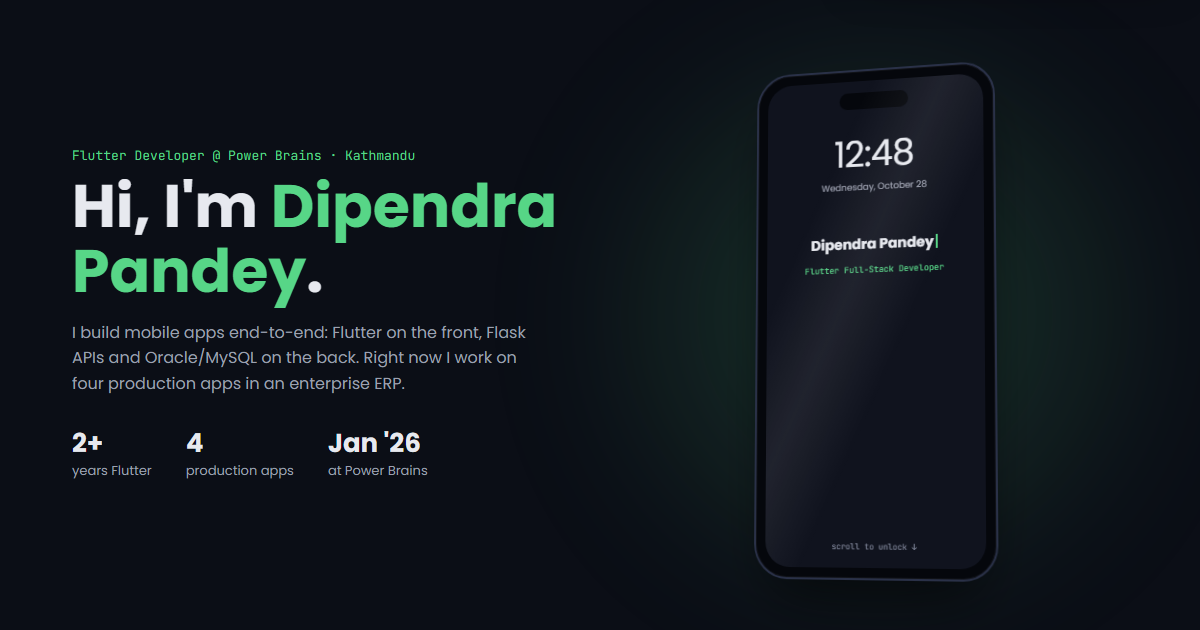 Flutter Developer @ Power Brains · Kathmandu
Hi, I'm Dipendra
Pandey.
I build mobile apps end-to-end: Flutter on the front, Flask
APIs and Oracle/MySQL on the back. Right now I work on
four production apps in an enterprise ERP.
2+
years Flutter
4
production apps
Jan '26
at Power Brains
12:48
Wednesday, October 28
Dipendra Pandey
Flutter Full-Stack Developer
scroll to unlock ↓